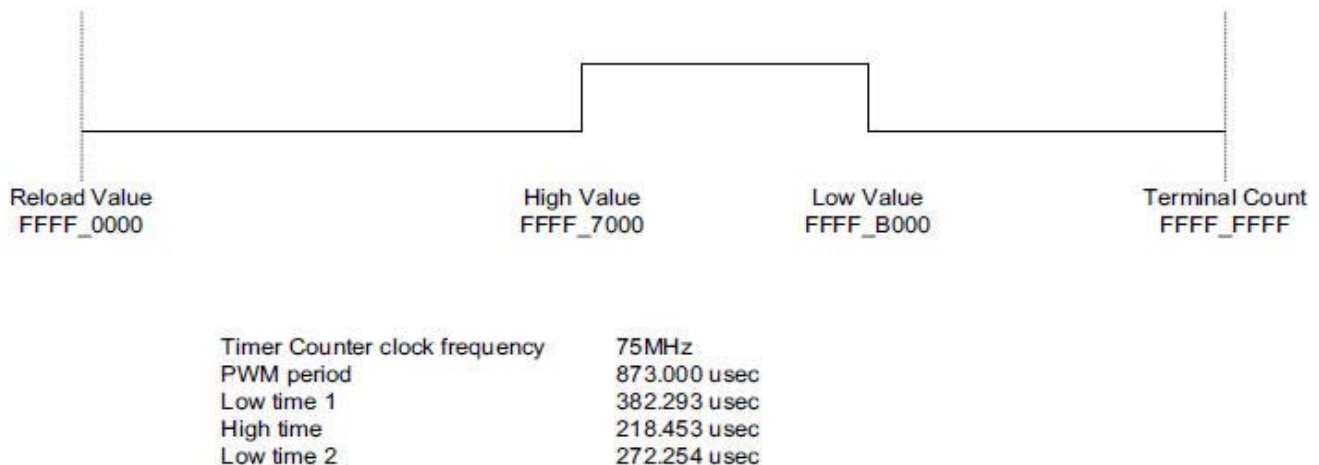 Reload Value
FFFF_0000
High Value
FFFF_7000
Low Value
FFFF_B000
Terminal Count
FFFF_FFFF
Timer Counter clock frequency 75MHz
PWM period 873.000 usec
Low time 1 382.293 usec
High time 218.453 usec
Low time 2 272.254 usec